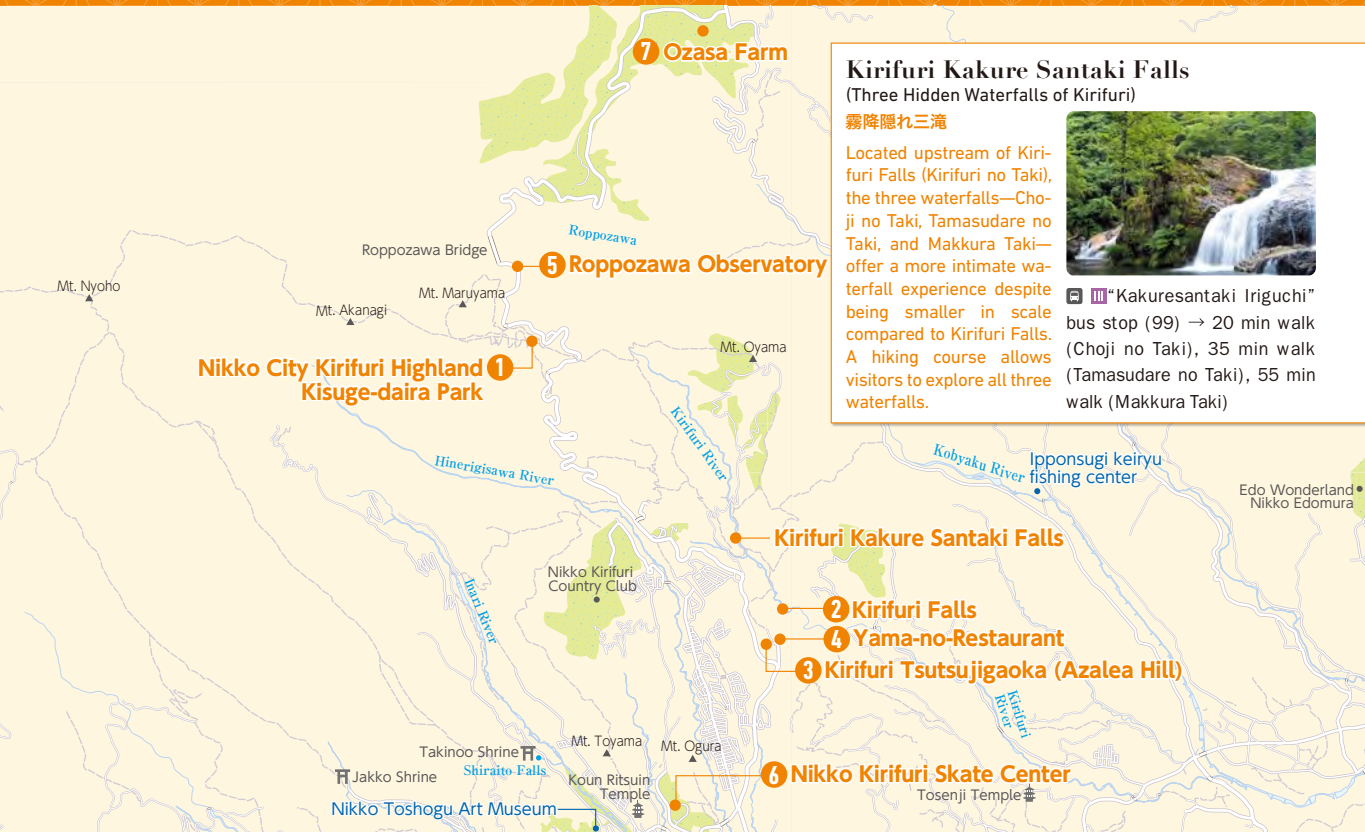 7 Ozasa Farm
Kirifuri Kakure Santaki Falls
(Three Hidden Waterfalls of Kirifuri)
霧降隠れ三滝
Located upstream of Kiri-
furi Falls (Kirifuri no Taki),
the three waterfalls—Cho-
ji no Taki, Tamasudare no
Taki, and Makkura Taki—
offer a more intimate wa-
terfall experience despite
being smaller in scale
compared to Kirifuri Falls.
A hiking course allows
visitors to explore all three
waterfalls.
"Kakuresantaki Iriguchi"
bus stop (99) → 20 min walk
(Choji no Taki), 35 min walk
(Tamasudare no Taki), 55 min
walk (Makkura Taki)
Roppozawa
Roppozawa Bridge
5 Roppozawa Observatory
Mt. Nyoho
Mt. Maruyama
Mt. Akanagi
Mt. Oyama
Nikko City Kirifuri Highland 1
Kisuge-daira Park
Kirifuri River
Hinerigisawa River
Kobyaku River
Ipponsugi keiryu
fishing center
Edo Wonderland
Nikko Edomura
Kirifuri Kakure Santaki Falls
Nikko Kirifuri
Country Club
Inari River
2 Kirifuri Falls
4 Yama-no-Restaurant
3 Kirifuri Tsutsujigaoka (Azalea Hill)
Kirifuri
River
Takinoo Shrine
Shiraito Falls
Mt. Toyama
Mt. Ogura
Jakko Shrine
Koun Ritsuin
Temple
6 Nikko Kirifuri Skate Center
Tosenji Temple
Nikko Toshogu Art Museum